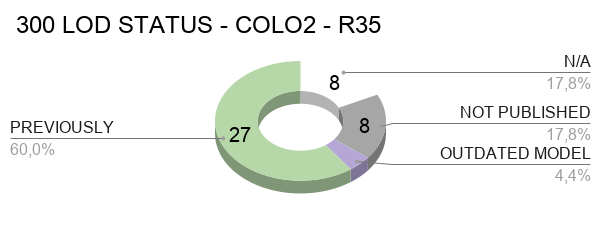 300 LOD STATUS - COLO2 - R35
N/A
17,8%
8
NOT PUBLISHED
17,8%
8
PREVIOUSLY
60,0%
27
OUTDATED MODEL
4,4%